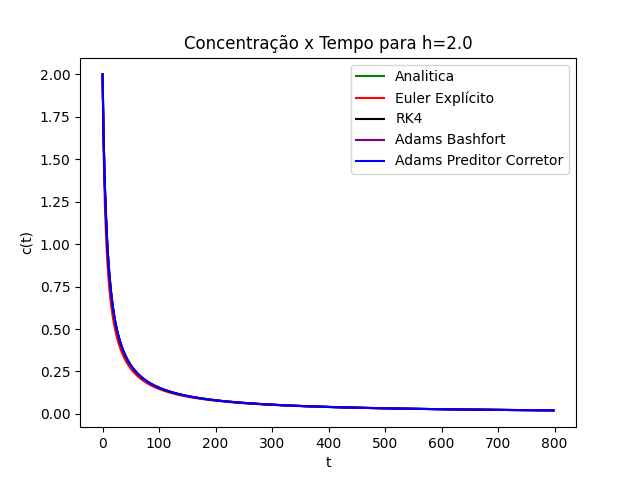 Concentração x Tempo para h=2.0
Analitica
Euler Explícito
RK4
Adams Bashfort
Adams Preditor Corretor
c(t)
2.00
1.75
1.50
1.25
1.00
0.75
0.50
0.25
0.00
0 100 200 300 400 500 600 700 800
t